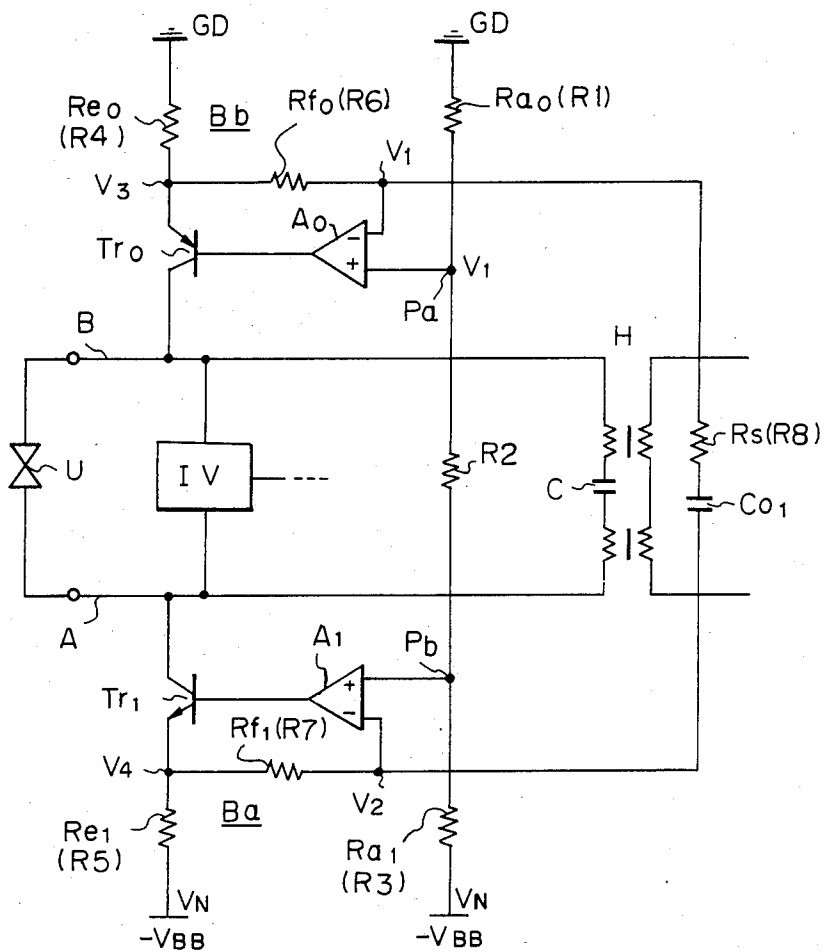 GD
GD
Reo
(R4)
Bb
Rfo(R6)
Rao(R1)
V3
V1
Ao
−
+
Tro
V1
Pa
B
H
U
IV
R2
C
Rs(R8)
Co1
A
A1
Pb
+
−
Tr1
Rf1(R7)
V4
V2
Ba
Re1
(R5)
Ra1
(R3)
VN
-VBB
VN
-VBB